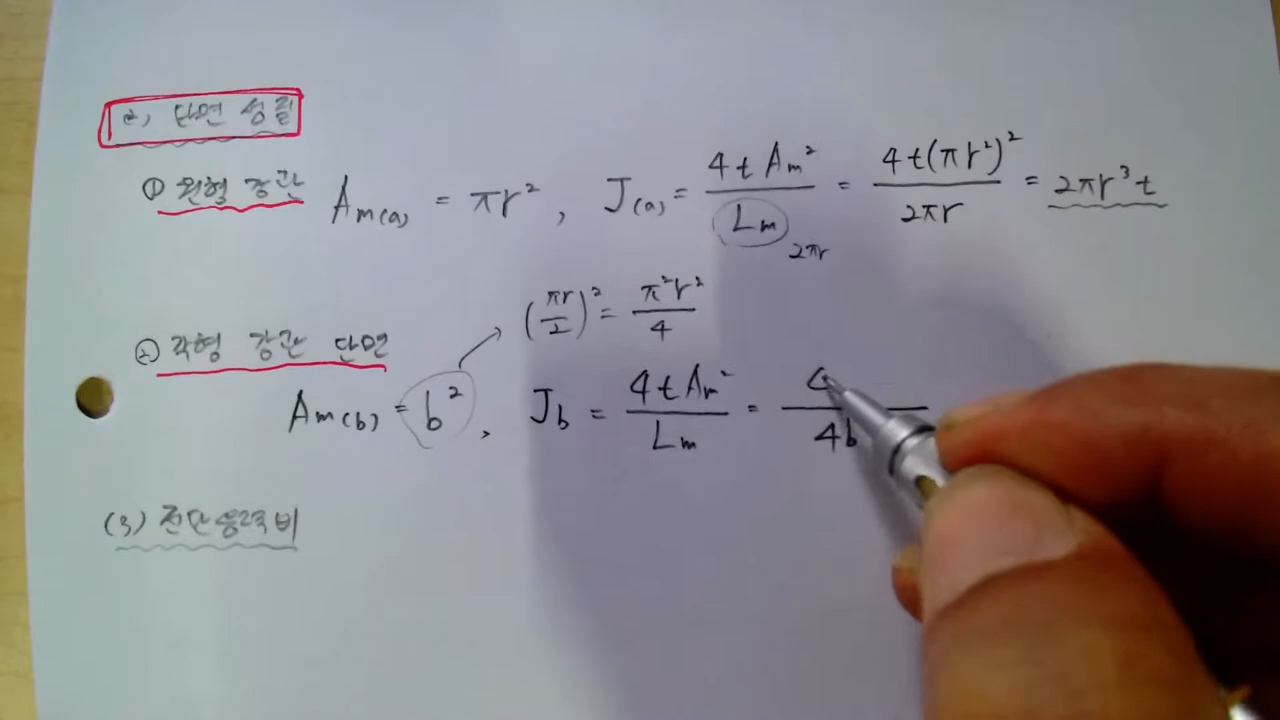 2) 단면 성질
① 원형 강관 Am(a) = πr², J(a) = 4tAm²/Lm = 4t(πr²)²/2πr = 2πr³t
2πr
(πr/2)² = π²r²/4
② 각형 강관 단면
Am(b) = b², Jb = 4tAm²/Lm = /4b
(3) 전단응력비